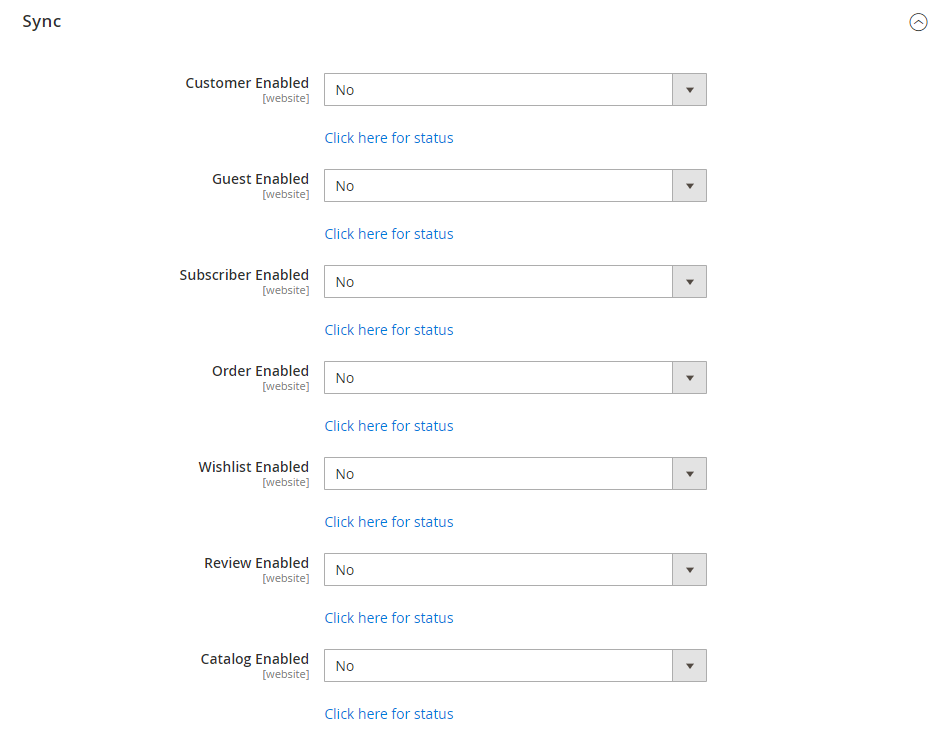 Sync
Customer Enabled
[website]
No
Click here for status
Guest Enabled
[website]
No
Click here for status
Subscriber Enabled
[website]
No
Click here for status
Order Enabled
[website]
No
Click here for status
Wishlist Enabled
[website]
No
Click here for status
Review Enabled
[website]
No
Click here for status
Catalog Enabled
[website]
No
Click here for status